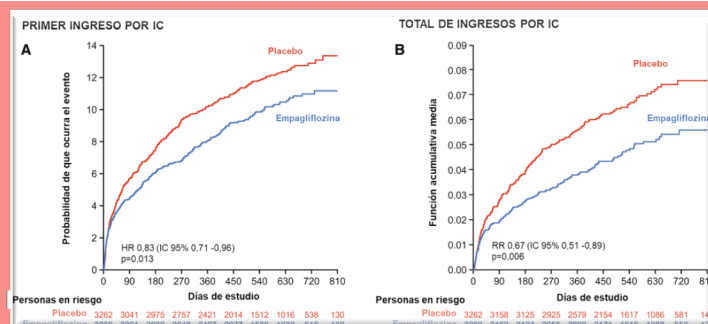 PRIMER INGRESO POR IC
A
Probabilidad de que ocurra el evento
14
12
10
8
6
4
2
0
Placebo
Empagliflozina
HR 0,83 (IC 95% 0,71 -0,96)
p=0,013
0 90 180 270 360 450 540 630 720 810
Personas en riesgo
Días de estudio
Placebo 3262 3041 2975 2757 2421 2014 1512 1016 538 130
Empagliflozina
TOTAL DE INGRESOS POR IC
B
Función acumulativa media
0.09
0.08
0.07
0.06
0.05
0.04
0.03
0.02
0.01
0.00
Placebo
Empagliflozina
RR 0,67 (IC 95% 0,51 -0,89)
p=0,006
0 90 180 270 360 450 540 630 720
Personas en riesgo
Días de estudio
Placebo 3262 3158 3125 2925 2579 2154 1617 1086 581
Empagliflozina